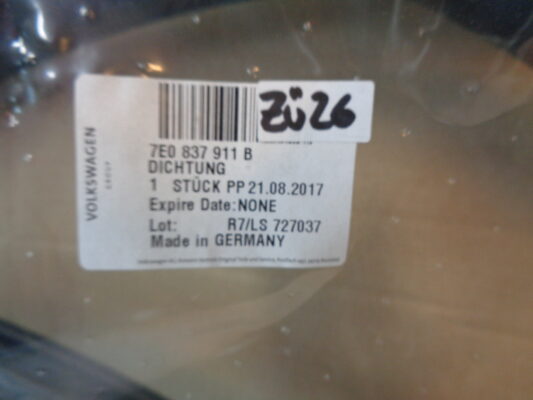 ZÜ26
VOLKSWAGEN
GROUP
7E0 837 911 B
DICHTUNG
1 STÜCK PP 21.08.2017
Expire Date: NONE
Lot: R7/LS 727037
Made in GERMANY